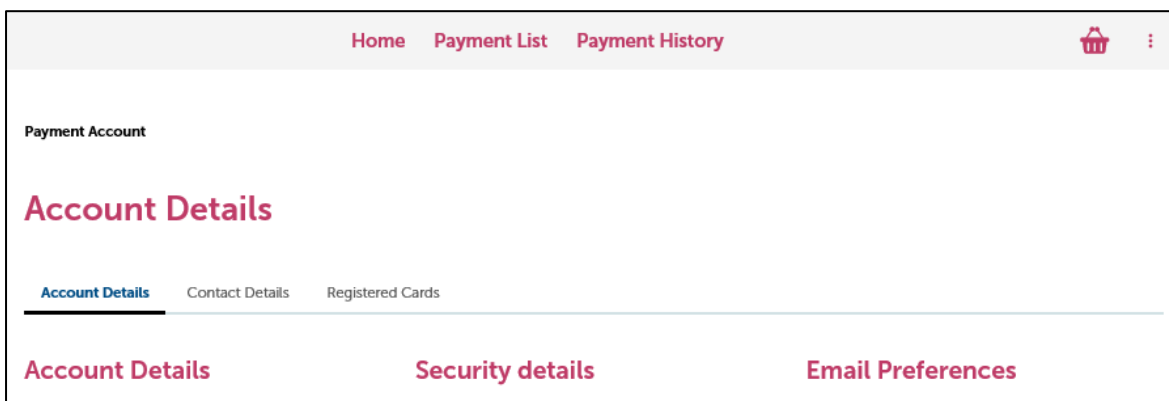 Home Payment List Payment History
Payment Account
Account Details
Account Details Contact Details Registered Cards
Account Details Security details Email Preferences